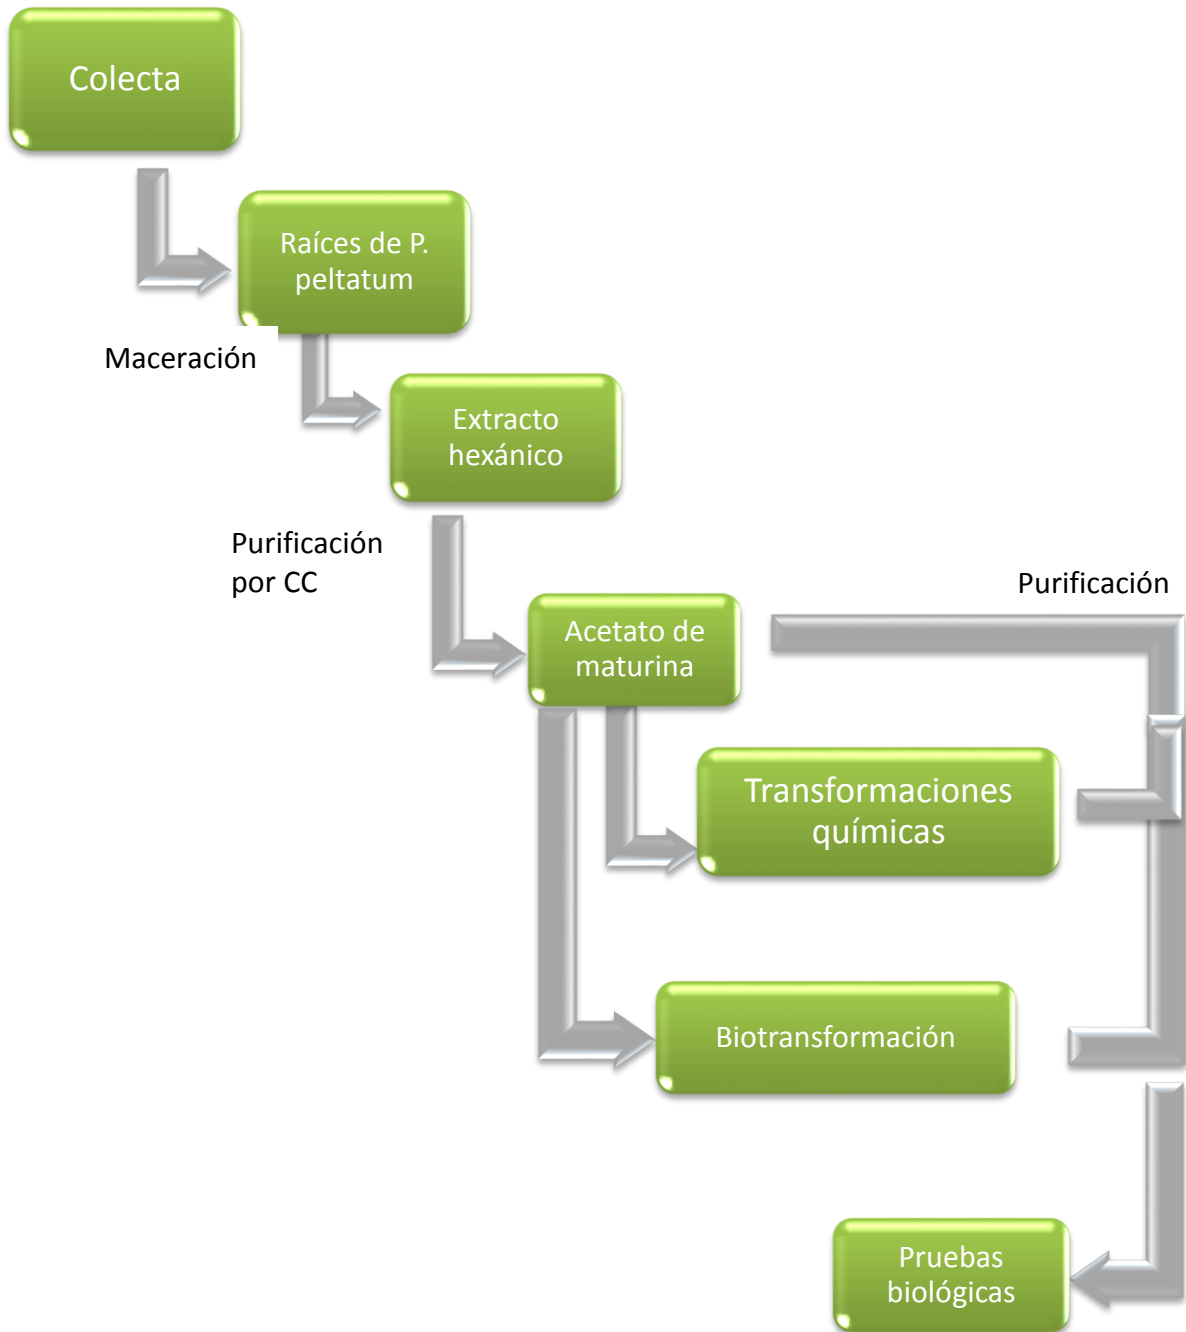 Colecta
Raíces de P.
peltatum
Maceración
Extracto
hexánico
Purificación
por CC
Purificación
Acetato de
maturina
Transformaciones
químicas
Biotransformación
Pruebas
biológicas